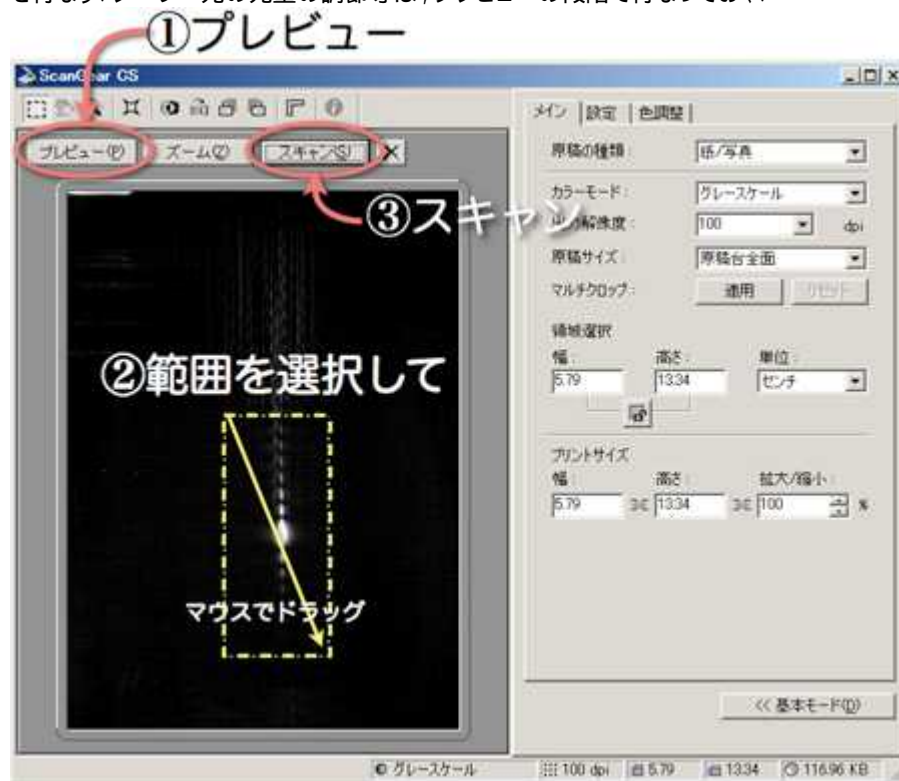 ①プレビュー
ScanGear CS
プレビュー(P) ズーム(Z) スキャン(S)
③スキャン
②範囲を選択して
マウスでドラッグ
メイン 設定 色調整
原稿の種類: 紙/写真
カラーモード: グレースケール
解像度: 100 dpi
原稿サイズ: 原稿台全面
マルチクロップ: 適用 リセット
領域選択
幅: 高さ: 単位:
5.79 13.34 センチ
プリントサイズ
幅: 高さ: 拡大/縮小:
5.79 13.34 100 %
<< 基本モード(D)
グレースケール 100 dpi 5.79 13.34 116.96 KB